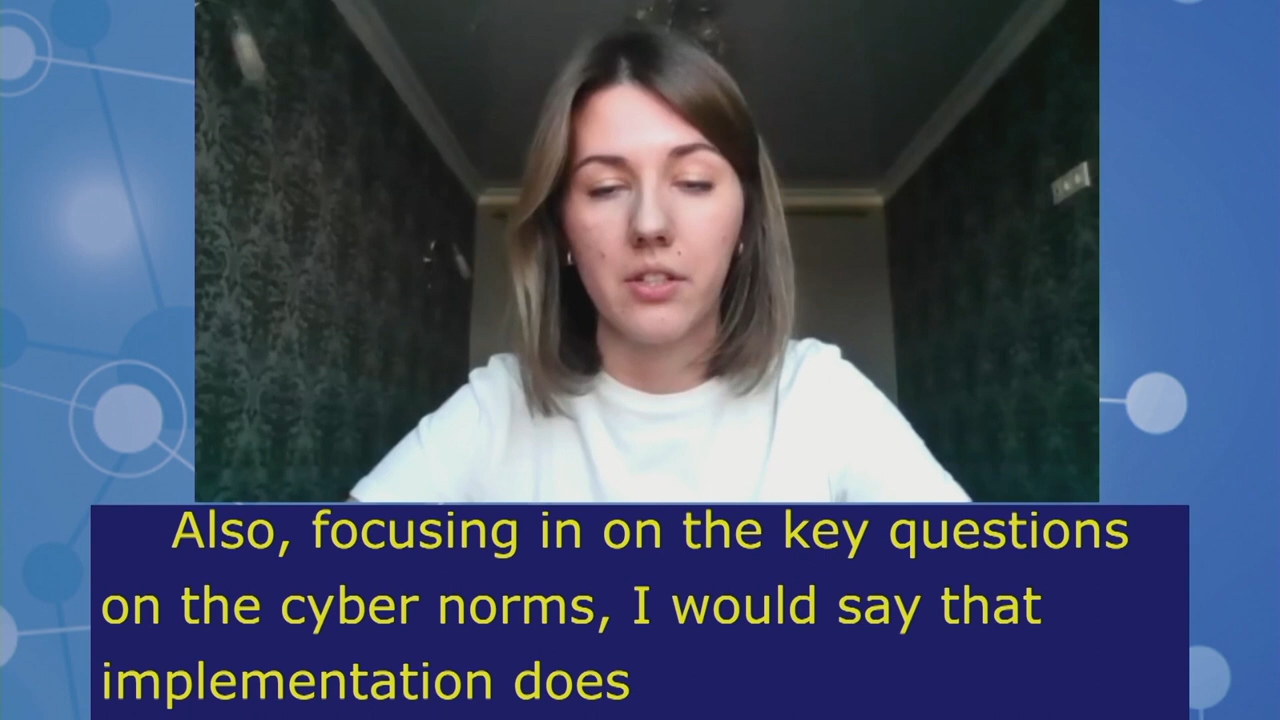 Also, focusing in on the key questions
on the cyber norms, I would say that
implementation does